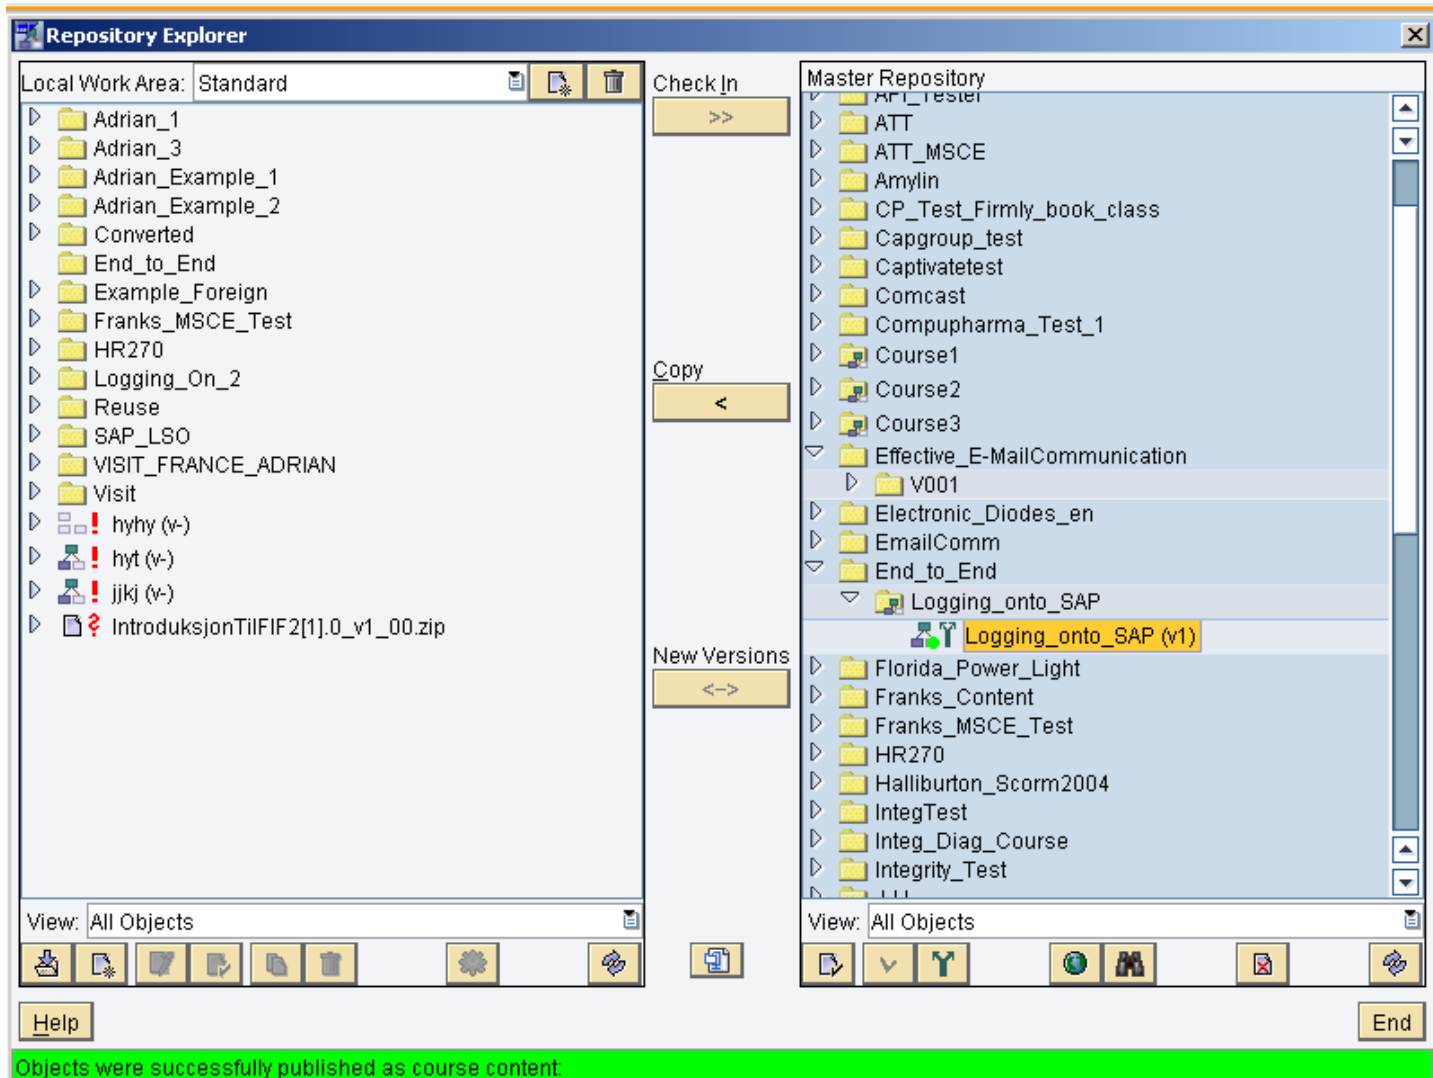 Repository Explorer
Local Work Area: Standard
Adrian_1
Adrian_3
Adrian_Example_1
Adrian_Example_2
Converted
End_to_End
Example_Foreign
Franks_MSCE_Test
HR270
Logging_On_2
Reuse
SAP_LSO
VISIT_FRANCE_ADRIAN
Visit
hyhy (v-)
hyt (v-)
jjkj (v-)
IntroduksjonTilFIF2[1].0_v1_00.zip
View: All Objects
Check In
>>
Copy
<
New Versions
<->
Master Repository
API_Tester
ATT
ATT_MSCE
Amylin
CP_Test_Firmly_book_class
Capgroup_test
Captivatetest
Comcast
Compupharma_Test_1
Course1
Course2
Course3
Effective_E-MailCommunication
V001
Electronic_Diodes_en
EmailComm
End_to_End
Logging_onto_SAP
Logging_onto_SAP (v1)
Florida_Power_Light
Franks_Content
Franks_MSCE_Test
HR270
Halliburton_Scorm2004
IntegTest
Integ_Diag_Course
Integrity_Test
View: All Objects
Help
End
Objects were successfully published as course content: